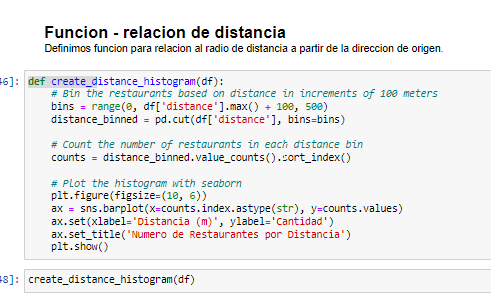 Funcion - relacion de distancia
Definimos funcion para relacion al radio de distancia a partir de la direccion de origen.
46]: def create_distance_histogram(df):
# Bin the restaurants based on distance in increments of 100 meters
bins = range(0, df['distance'].max() + 100, 500)
distance_binned = pd.cut(df['distance'], bins=bins)
# Count the number of restaurants in each distance bin
counts = distance_binned.value_counts().sort_index()
# Plot the histogram with seaborn
plt.figure(figsize=(10, 6))
ax = sns.barplot(x=counts.index.astype(str), y=counts.values)
ax.set(xlabel='Distancia (m)', ylabel='Cantidad')
ax.set_title('Numero de Restaurantes por Distancia')
plt.show()
48]: create_distance_histogram(df)